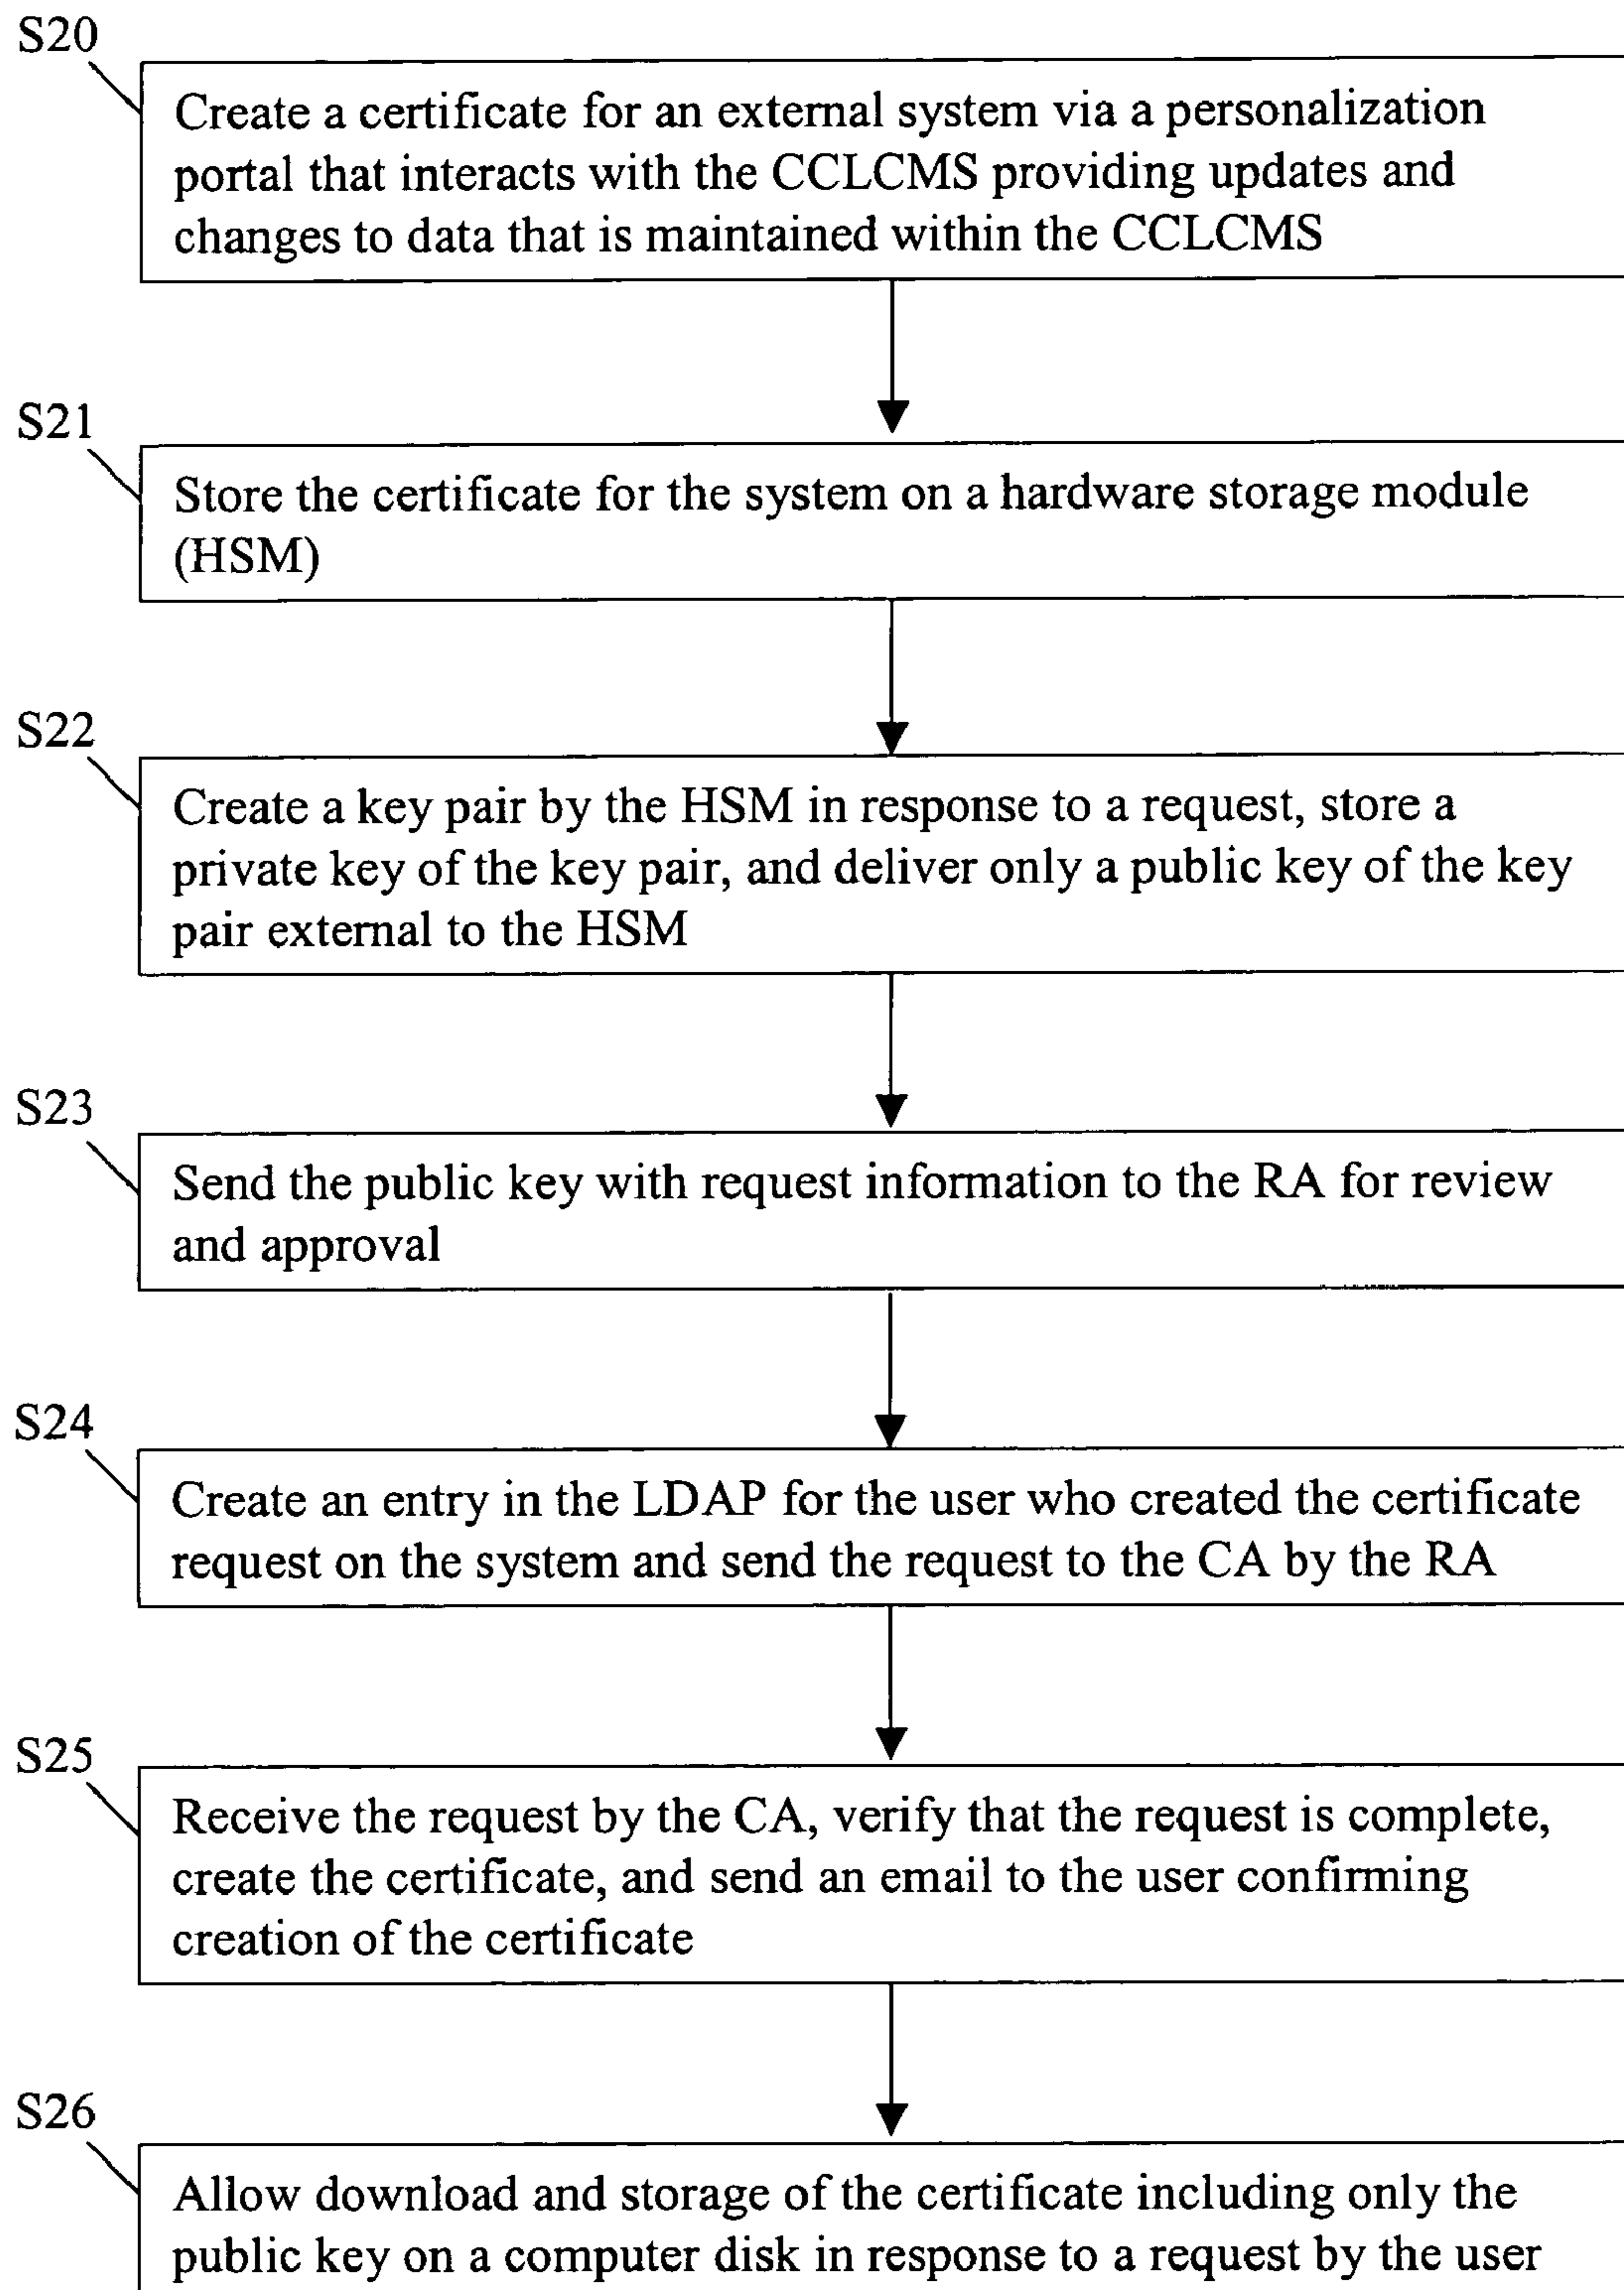 S20
Create a certificate for an external system via a personalization
portal that interacts with the CCLCMS providing updates and
changes to data that is maintained within the CCLCMS
S21
Store the certificate for the system on a hardware storage module
(HSM)
S22
Create a key pair by the HSM in response to a request, store a
private key of the key pair, and deliver only a public key of the key
pair external to the HSM
S23
Send the public key with request information to the RA for review
and approval
S24
Create an entry in the LDAP for the user who created the certificate
request on the system and send the request to the CA by the RA
S25
Receive the request by the CA, verify that the request is complete,
create the certificate, and send an email to the user confirming
creation of the certificate
S26
Allow download and storage of the certificate including only the
public key on a computer disk in response to a request by the user